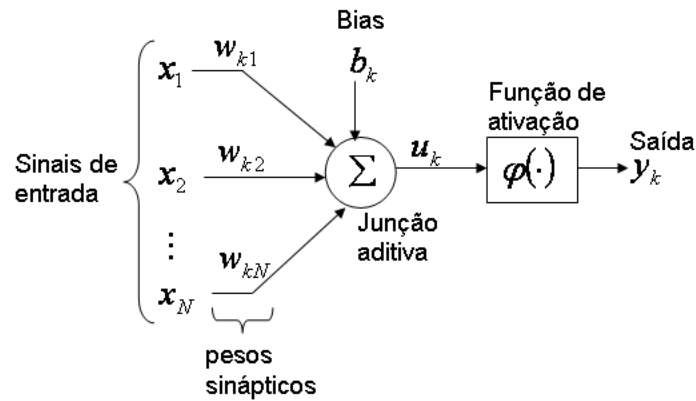 Bias
b_k
Sinais de
entrada
x_1
w_k1
x_2
w_k2
⋮
x_N
w_kN
pesos
sinápticos
Σ
Junção
aditiva
u_k
Função de
ativação
φ(·)
Saída
y_k